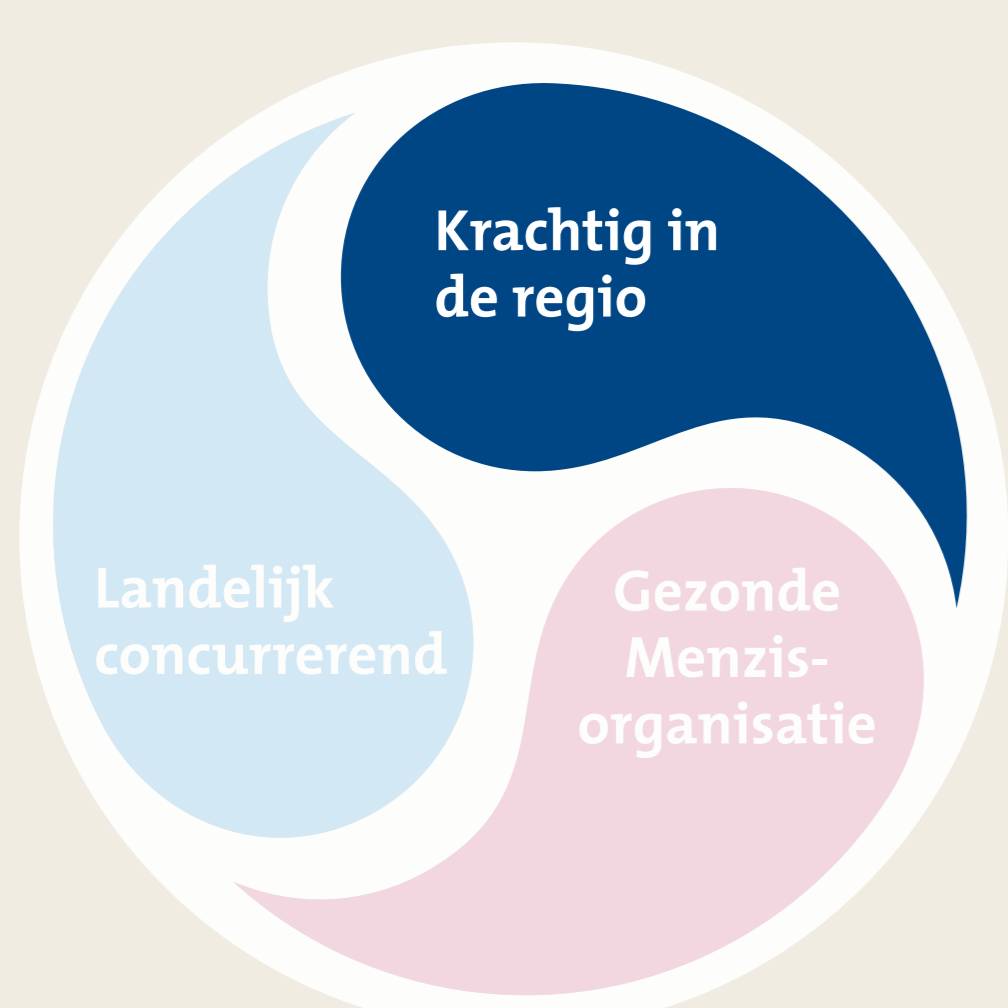 Krachtig in
de regio
Landelijk
concurrerend
Gezonde
Menzis-
organisatie